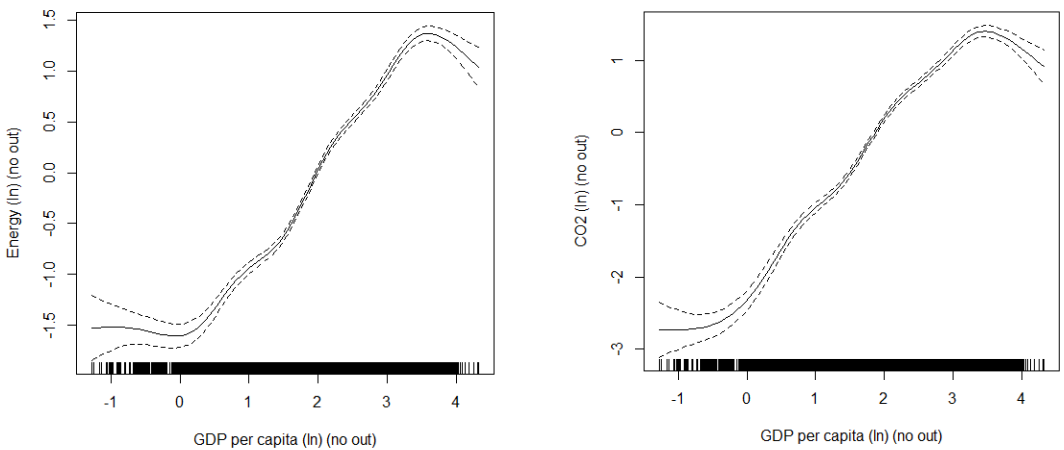 Energy (ln) (no out)
1.5
1.0
0.5
0.0
-0.5
-1.0
-1.5
-1 0 1 2 3 4
GDP per capita (ln) (no out)
CO2 (ln) (no out)
1
0
-1
-2
-3
-1 0 1 2 3 4
GDP per capita (ln) (no out)